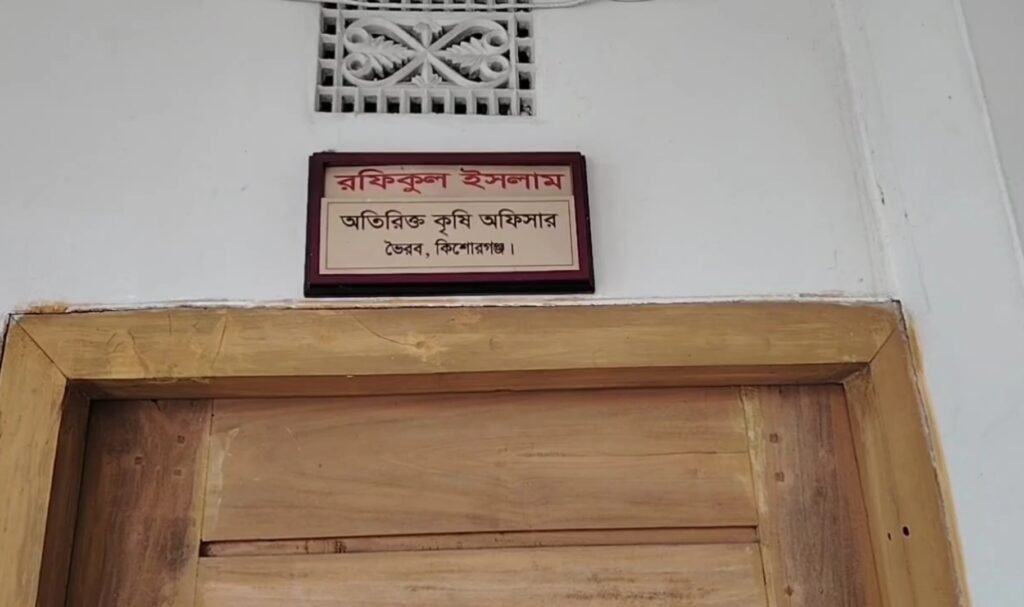 রফিকুল ইসলাম
অতিরিক্ত কৃষি অফিসার
ভৈরব, কিশোরগঞ্জ।